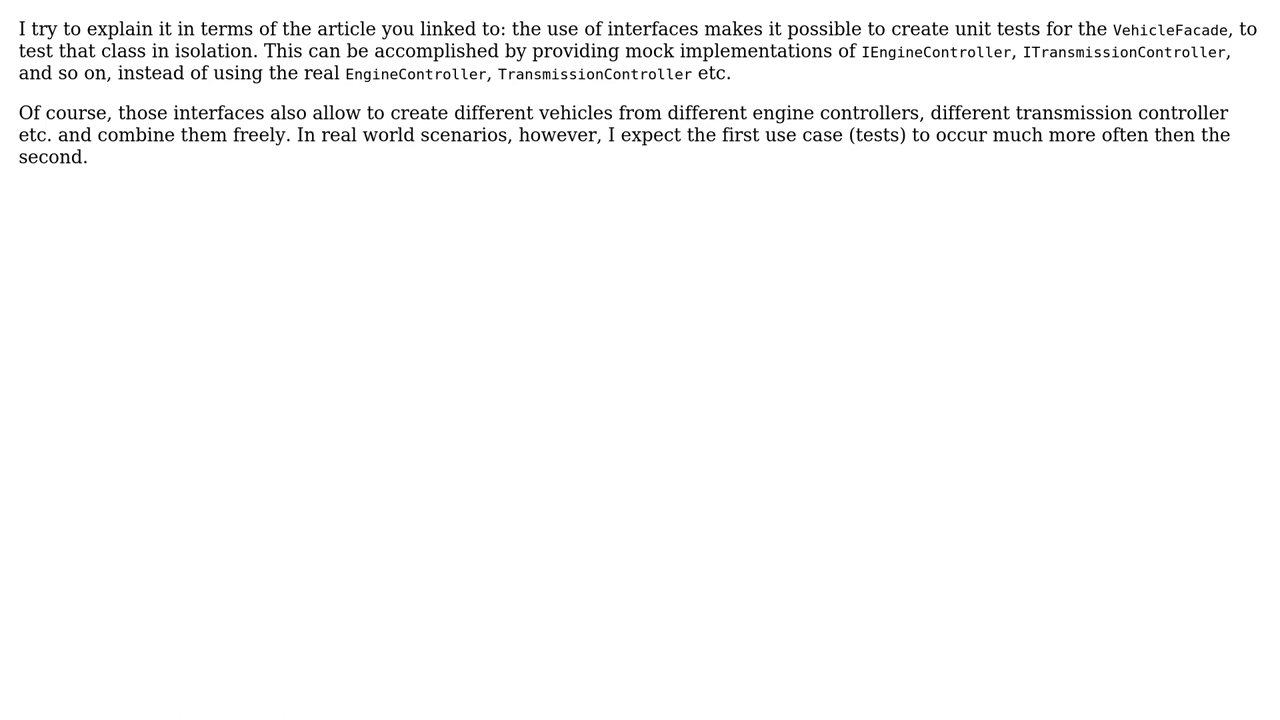 I try to explain it in terms of the article you linked to: the use of interfaces makes it possible to create unit tests for the VehicleFacade, to
test that class in isolation. This can be accomplished by providing mock implementations of IEngineController, ITransmissionController,
and so on, instead of using the real EngineController, TransmissionController etc.
Of course, those interfaces also allow to create different vehicles from different engine controllers, different transmission controller
etc. and combine them freely. In real world scenarios, however, I expect the first use case (tests) to occur much more often then the
second.